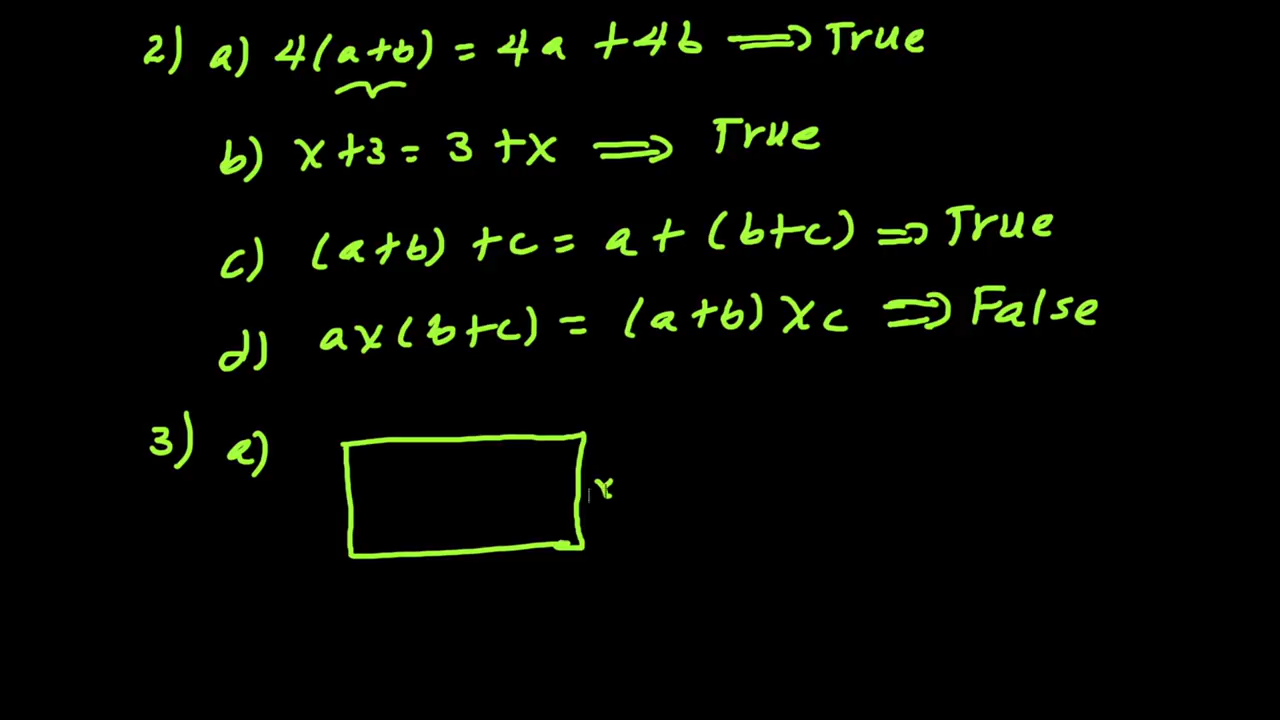 2) a) 4(a+b) = 4a + 4b ⟹ True
b) x+3 = 3 + x ⟹ True
c) (a+b) + c = a + (b+c) ⟹ True
d) a x (b+c) = (a+b) x c ⟹ False
3) a)
x